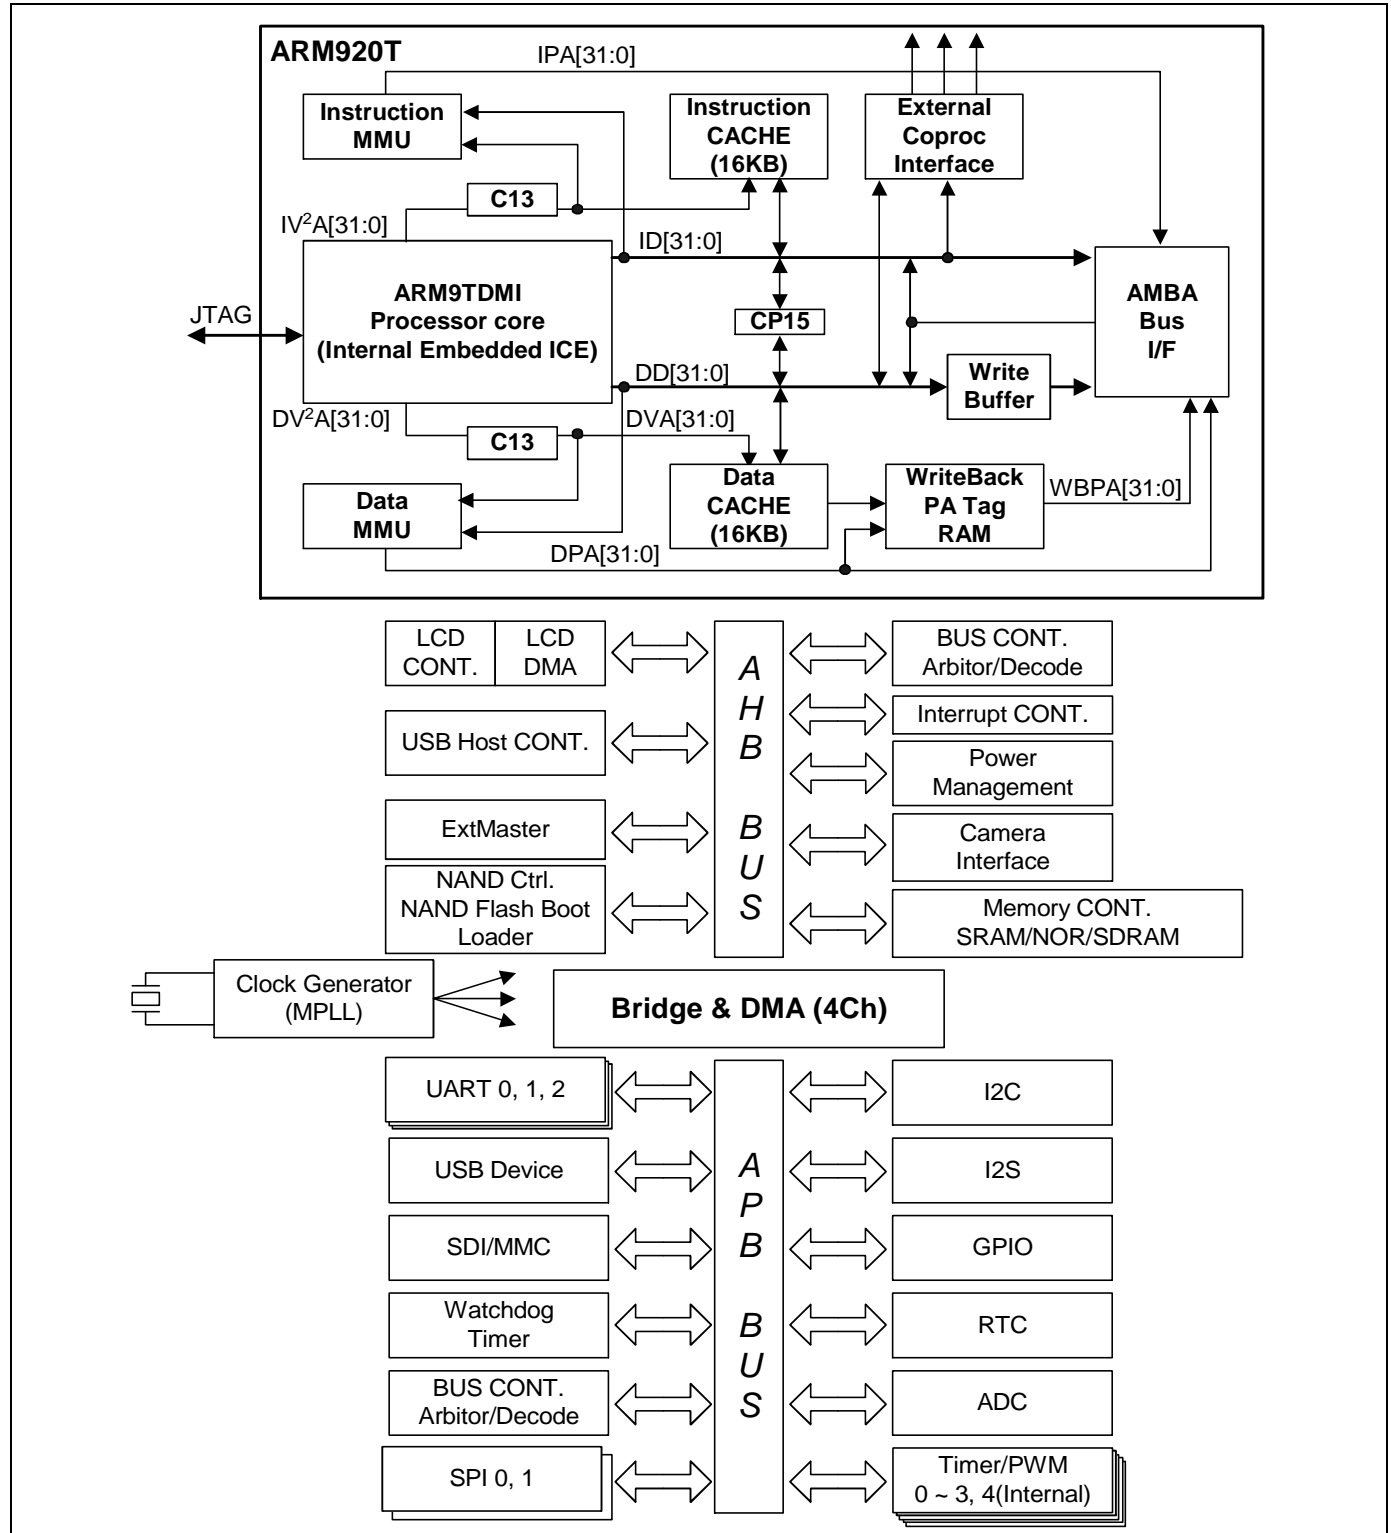 ARM920T
IPA[31:0]
Instruction
MMU
Instruction
CACHE
(16KB)
External
Coproc
Interface
C13
IV²A[31:0]
ID[31:0]
ARM9TDMI
Processor core
(Internal Embedded ICE)
JTAG
CP15
AMBA
Bus
I/F
DD[31:0]
Write
Buffer
DV²A[31:0]
C13
DVA[31:0]
Data
MMU
Data
CACHE
(16KB)
WriteBack
PA Tag
RAM
WBPA[31:0]
DPA[31:0]
LCD
CONT.
LCD
DMA
USB Host CONT.
ExtMaster
NAND Ctrl.
NAND Flash Boot
Loader
A
H
B
B
U
S
BUS CONT.
Arbitor/Decode
Interrupt CONT.
Power
Management
Camera
Interface
Memory CONT.
SRAM/NOR/SDRAM
Clock Generator
(MPLL)
Bridge & DMA (4Ch)
UART 0, 1, 2
USB Device
SDI/MMC
Watchdog
Timer
BUS CONT.
Arbitor/Decode
SPI 0, 1
A
P
B
B
U
S
I2C
I2S
GPIO
RTC
ADC
Timer/PWM
0 ~ 3, 4(Internal)